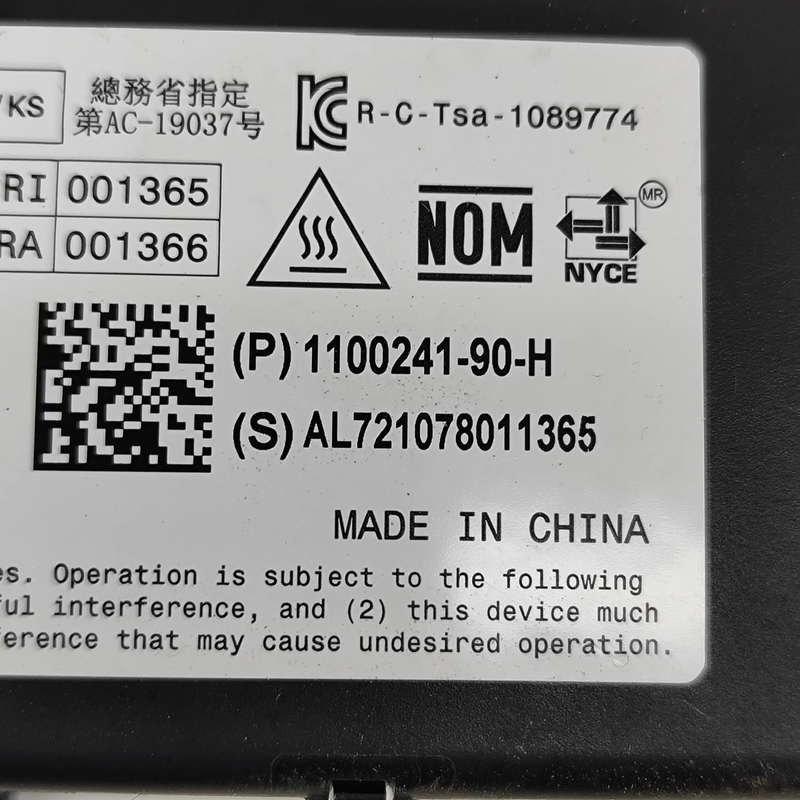 /KS
總務省指定
第AC-19037号
R-C-Tsa-1089774
RI 001365
RA 001366
NOM
MR
NYCE
(P) 1100241-90-H
(S) AL721078011365
MADE IN CHINA
es. Operation is subject to the following
ful interference, and (2) this device much
erence that may cause undesired operation.